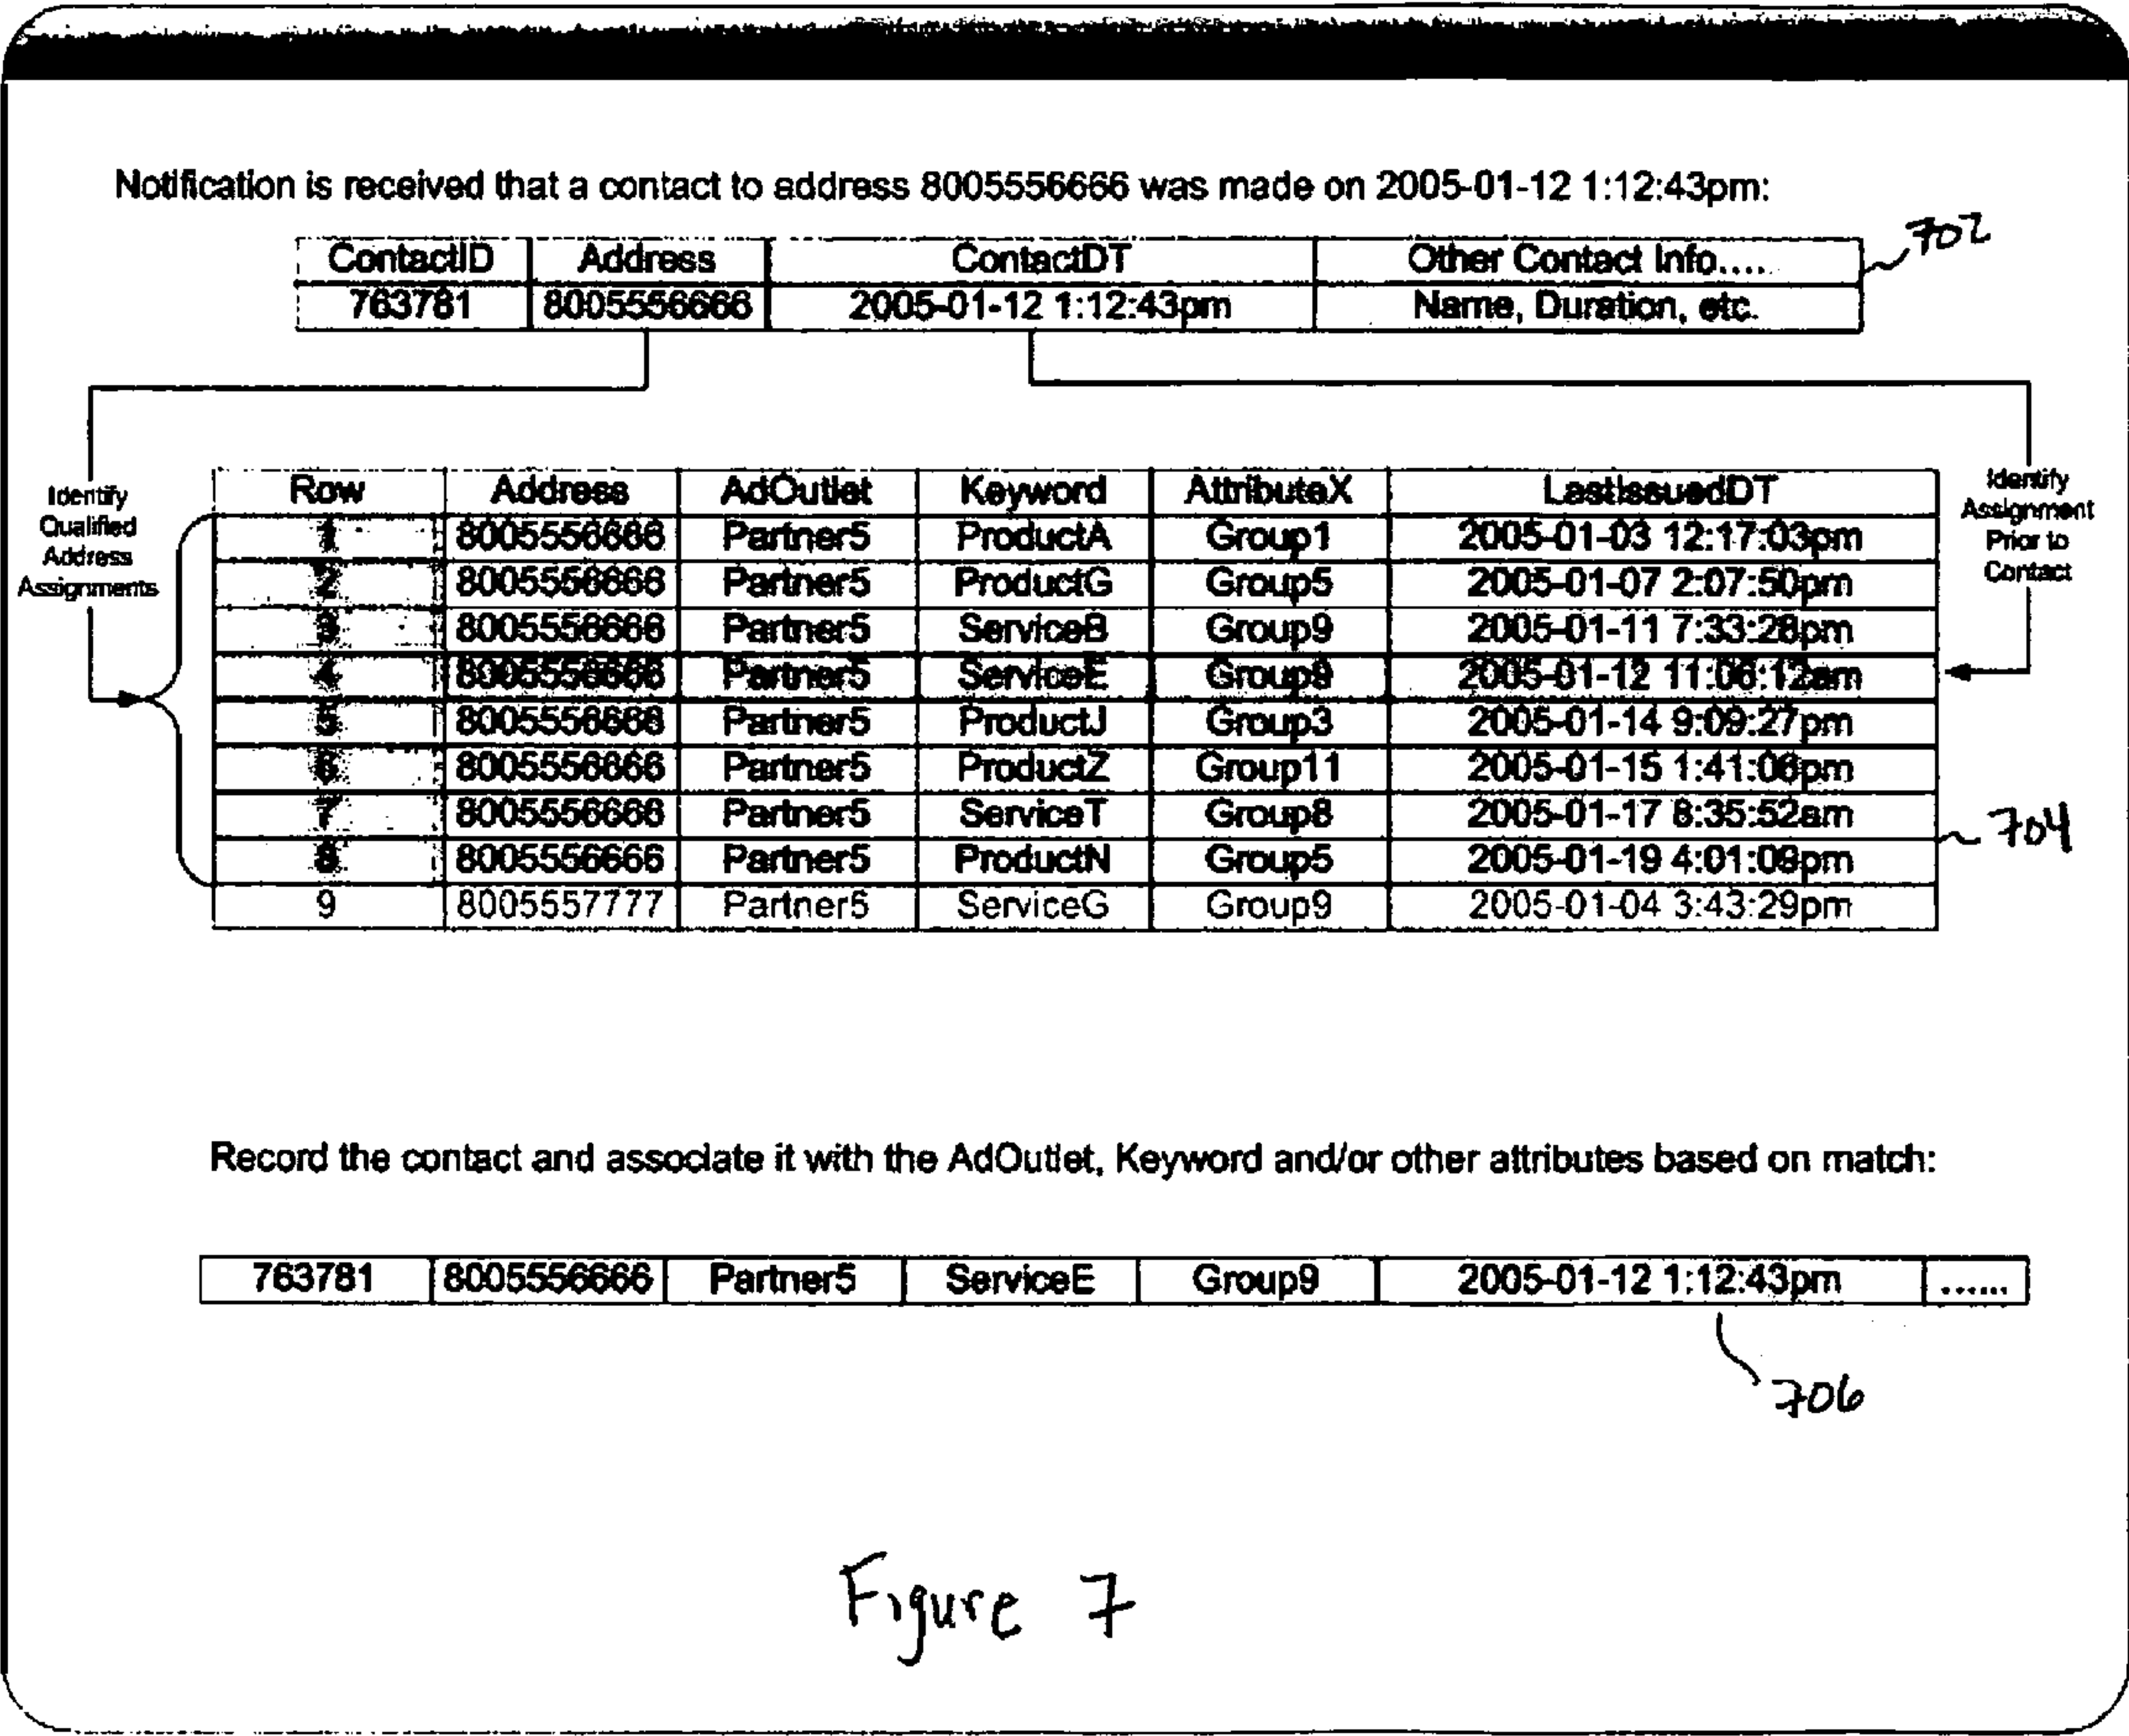 Notification is received that a contact to address 8005556666 was made on 2005-01-12 1:12:43pm:
702
ContactID Address ContactDT Other Contact Info....
763781 8005556666 2005-01-12 1:12:43pm Name, Duration, etc.
Identify
Qualified
Address
Assignments
Identify
Assignment
Prior to
Contact
Row Address AdOutlet Keyword AttributeX LastIssuedDT
1 8005556666 Partner5 ProductA Group1 2005-01-03 12:17:03pm
2 8005556666 Partner5 ProductG Group5 2005-01-07 2:07:50pm
3 8005556666 Partner5 ServiceB Group9 2005-01-11 7:33:28pm
4 8005556666 Partner5 ServiceE Group9 2005-01-12 11:06:12am
5 8005556666 Partner5 ProductJ Group3 2005-01-14 9:09:27pm
6 8005556666 Partner5 ProductZ Group11 2005-01-15 1:41:06pm
7 8005556666 Partner5 ServiceT Group8 2005-01-17 8:35:52am
8 8005556666 Partner5 ProductN Group5 2005-01-19 4:01:09pm
9 8005557777 Partner5 ServiceG Group9 2005-01-04 3:43:29pm
704
Record the contact and associate it with the AdOutlet, Keyword and/or other attributes based on match:
763781 8005556666 Partner5 ServiceE Group9 2005-01-12 1:12:43pm ......
706
Figure 7